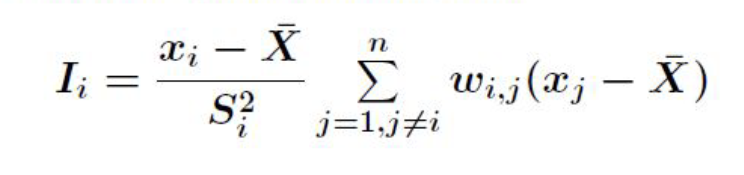 I_i = \frac{x_i - \bar{X}}{S_i^2} \sum_{j=1, j \neq i}^{n} w_{i,j}(x_j - \bar{X})